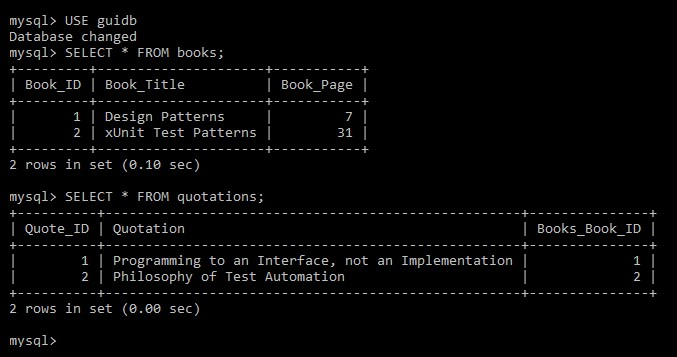 mysql> USE guidb
Database changed
mysql> SELECT * FROM books;
+---------+--------------------+-----------+
| Book_ID | Book_Title         | Book_Page |
+---------+--------------------+-----------+
|       1 | Design Patterns    |         7 |
|       2 | xUnit Test Patterns |        31 |
+---------+--------------------+-----------+
2 rows in set (0.10 sec)

mysql> SELECT * FROM quotations;
+----------+---------------------------------------------------+---------------+
| Quote_ID | Quotation                                         | Books_Book_ID |
+----------+---------------------------------------------------+---------------+
|        1 | Programming to an Interface, not an Implementation |             1 |
|        2 | Philosophy of Test Automation                     |             2 |
+----------+---------------------------------------------------+---------------+
2 rows in set (0.00 sec)

mysql>